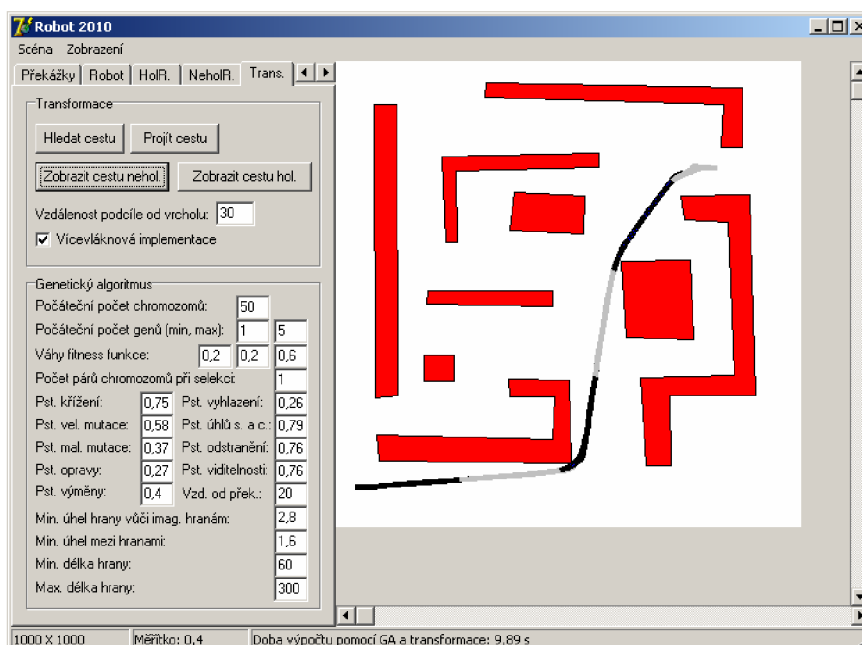 Robot 2010
Scéna Zobrazení
Překážky Robot HolR. NeholR. Trans.
Transformace
Hledat cestu Projít cestu
Zobrazit cestu nehol. Zobrazit cestu hol.
Vzdálenost podcíle od vrcholu: 30
Vícevláknová implementace
Genetický algoritmus
Počáteční počet chromozomů: 50
Počáteční počet genů (min, max): 1 5
Váhy fitness funkce: 0,2 0,2 0,6
Počet párů chromozomů při selekci: 1
Pst. křížení: 0,75 Pst. vyhlazení: 0,26
Pst. vel. mutace: 0,58 Pst. úhlů s. a c.: 0,79
Pst. mal. mutace: 0,37 Pst. odstranění: 0,76
Pst. opravy: 0,27 Pst. viditelnosti: 0,76
Pst. výměny: 0,4 Vzd. od přek.: 20
Min. úhel hrany vůči imag. hranám: 2,8
Min. úhel mezi hranami: 1,6
Min. délka hrany: 60
Max. délka hrany: 300
1000 X 1000 Měřítko: 0,4 Doba výpočtu pomocí GA a transformace: 9,89 s